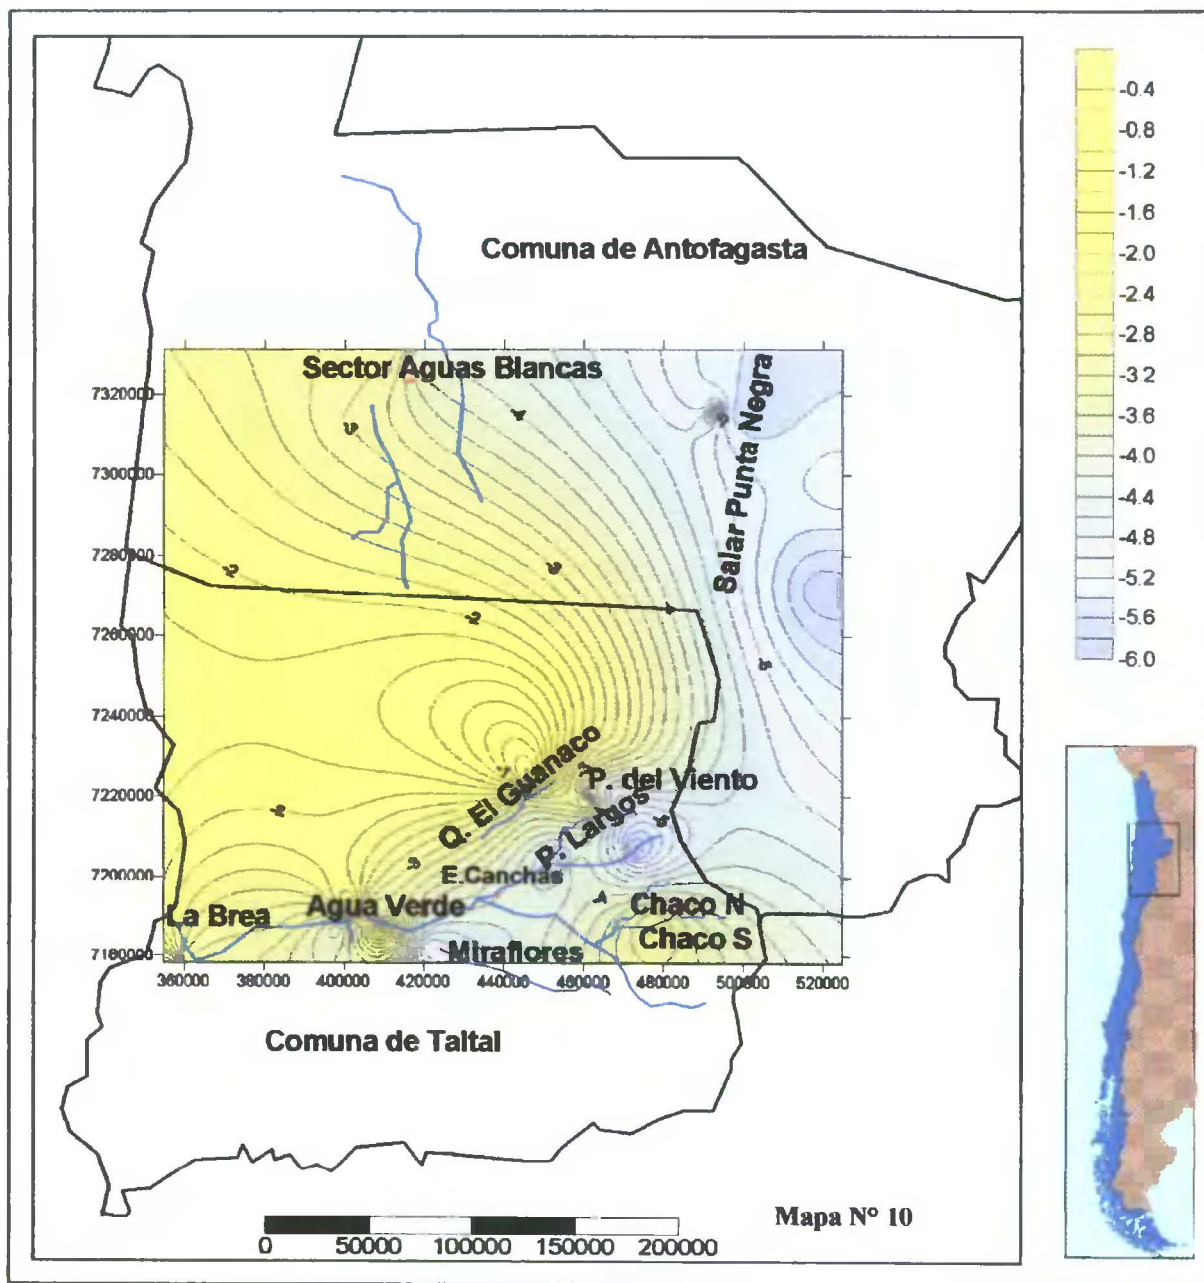 -0.4
-0.8
-1.2
-1.6
-2.0
-2.4
-2.8
-3.2
-3.6
-4.0
-4.4
-4.8
-5.2
-5.6
-6.0
Comuna de Antofagasta
Sector Aguas Blancas
Salar Punta Negra
7320000
7300000
7280000
7260000
7240000
7220000
7200000
7180000
-2
-2
-2
Q. El Guanaco
P. del Viento
P. Largos
E.Canchas
Agua Verde
La Brea
Chaco N
Chaco S
Miraflores
360000 380000 400000 420000 440000 460000 480000 500000 520000
Comuna de Taltal
Mapa N° 10
0 50000 100000 150000 200000